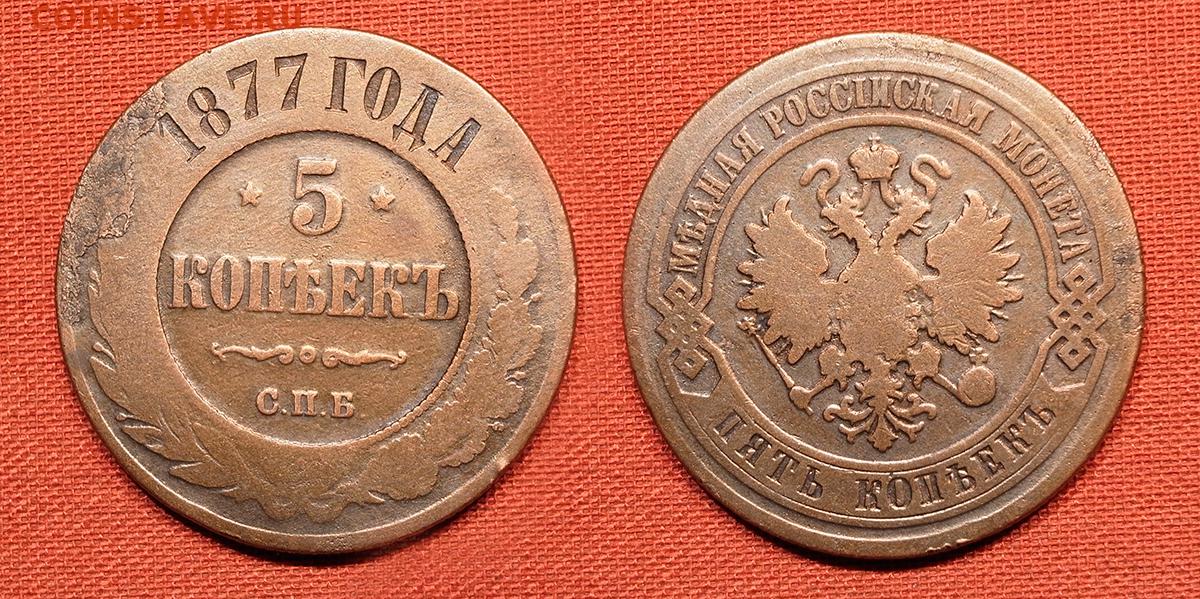 COINS.LAVE.RU
1877 ГОДА
5
КОПѢЕКЪ
С.П.Б
МѢДНАЯ РОССІЙСКАЯ МОНЕТА
ПЯТЬ КОПѢЕКЪ